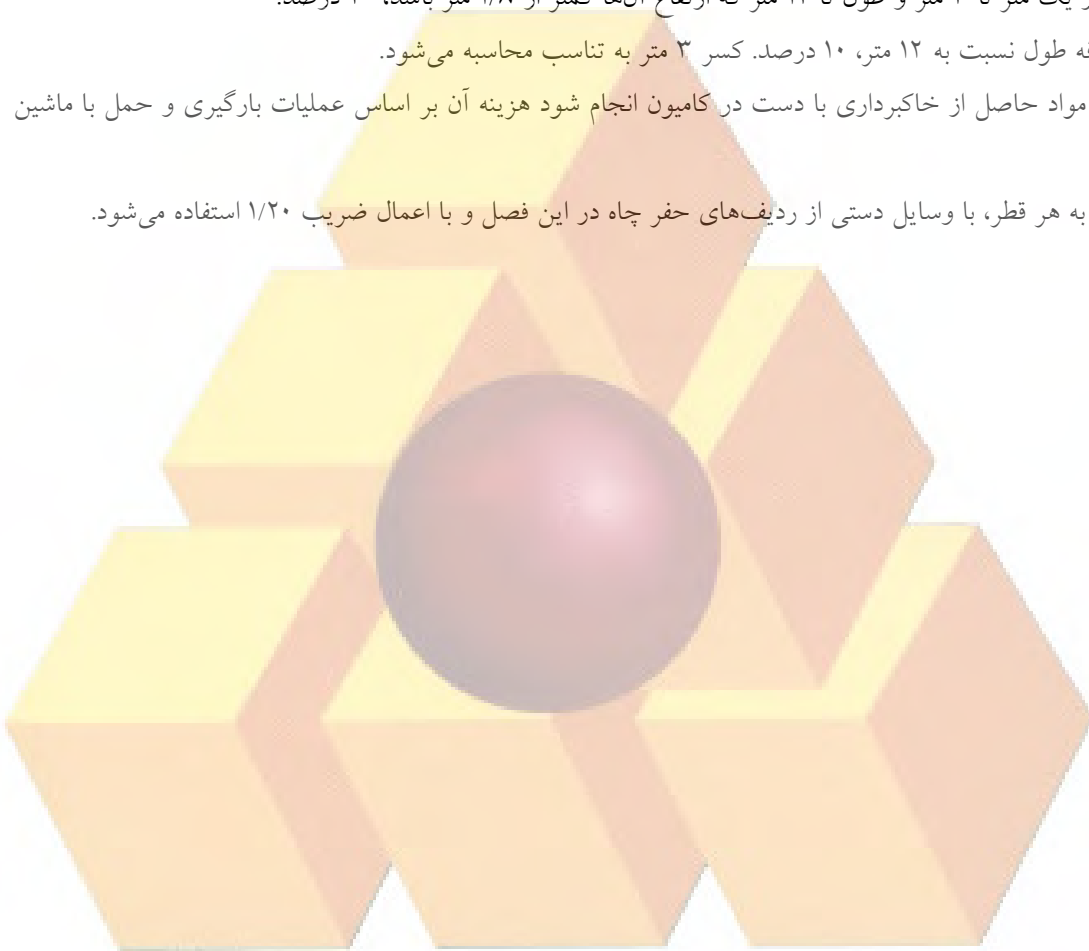 قه طول نسبت به ۱۲ متر، ۱۰ درصد. کسر ۳ متر به تناسب محاسبه می‌شود.
مواد حاصل از خاکبرداری با دست در کامیون انجام شود هزینه آن بر اساس عملیات بارگیری و حمل با ماشین
به هر قطر، با وسایل دستی از ردیف‌های حفر چاه در این فصل و با اعمال ضریب ۱/۲۰ استفاده می‌شود.